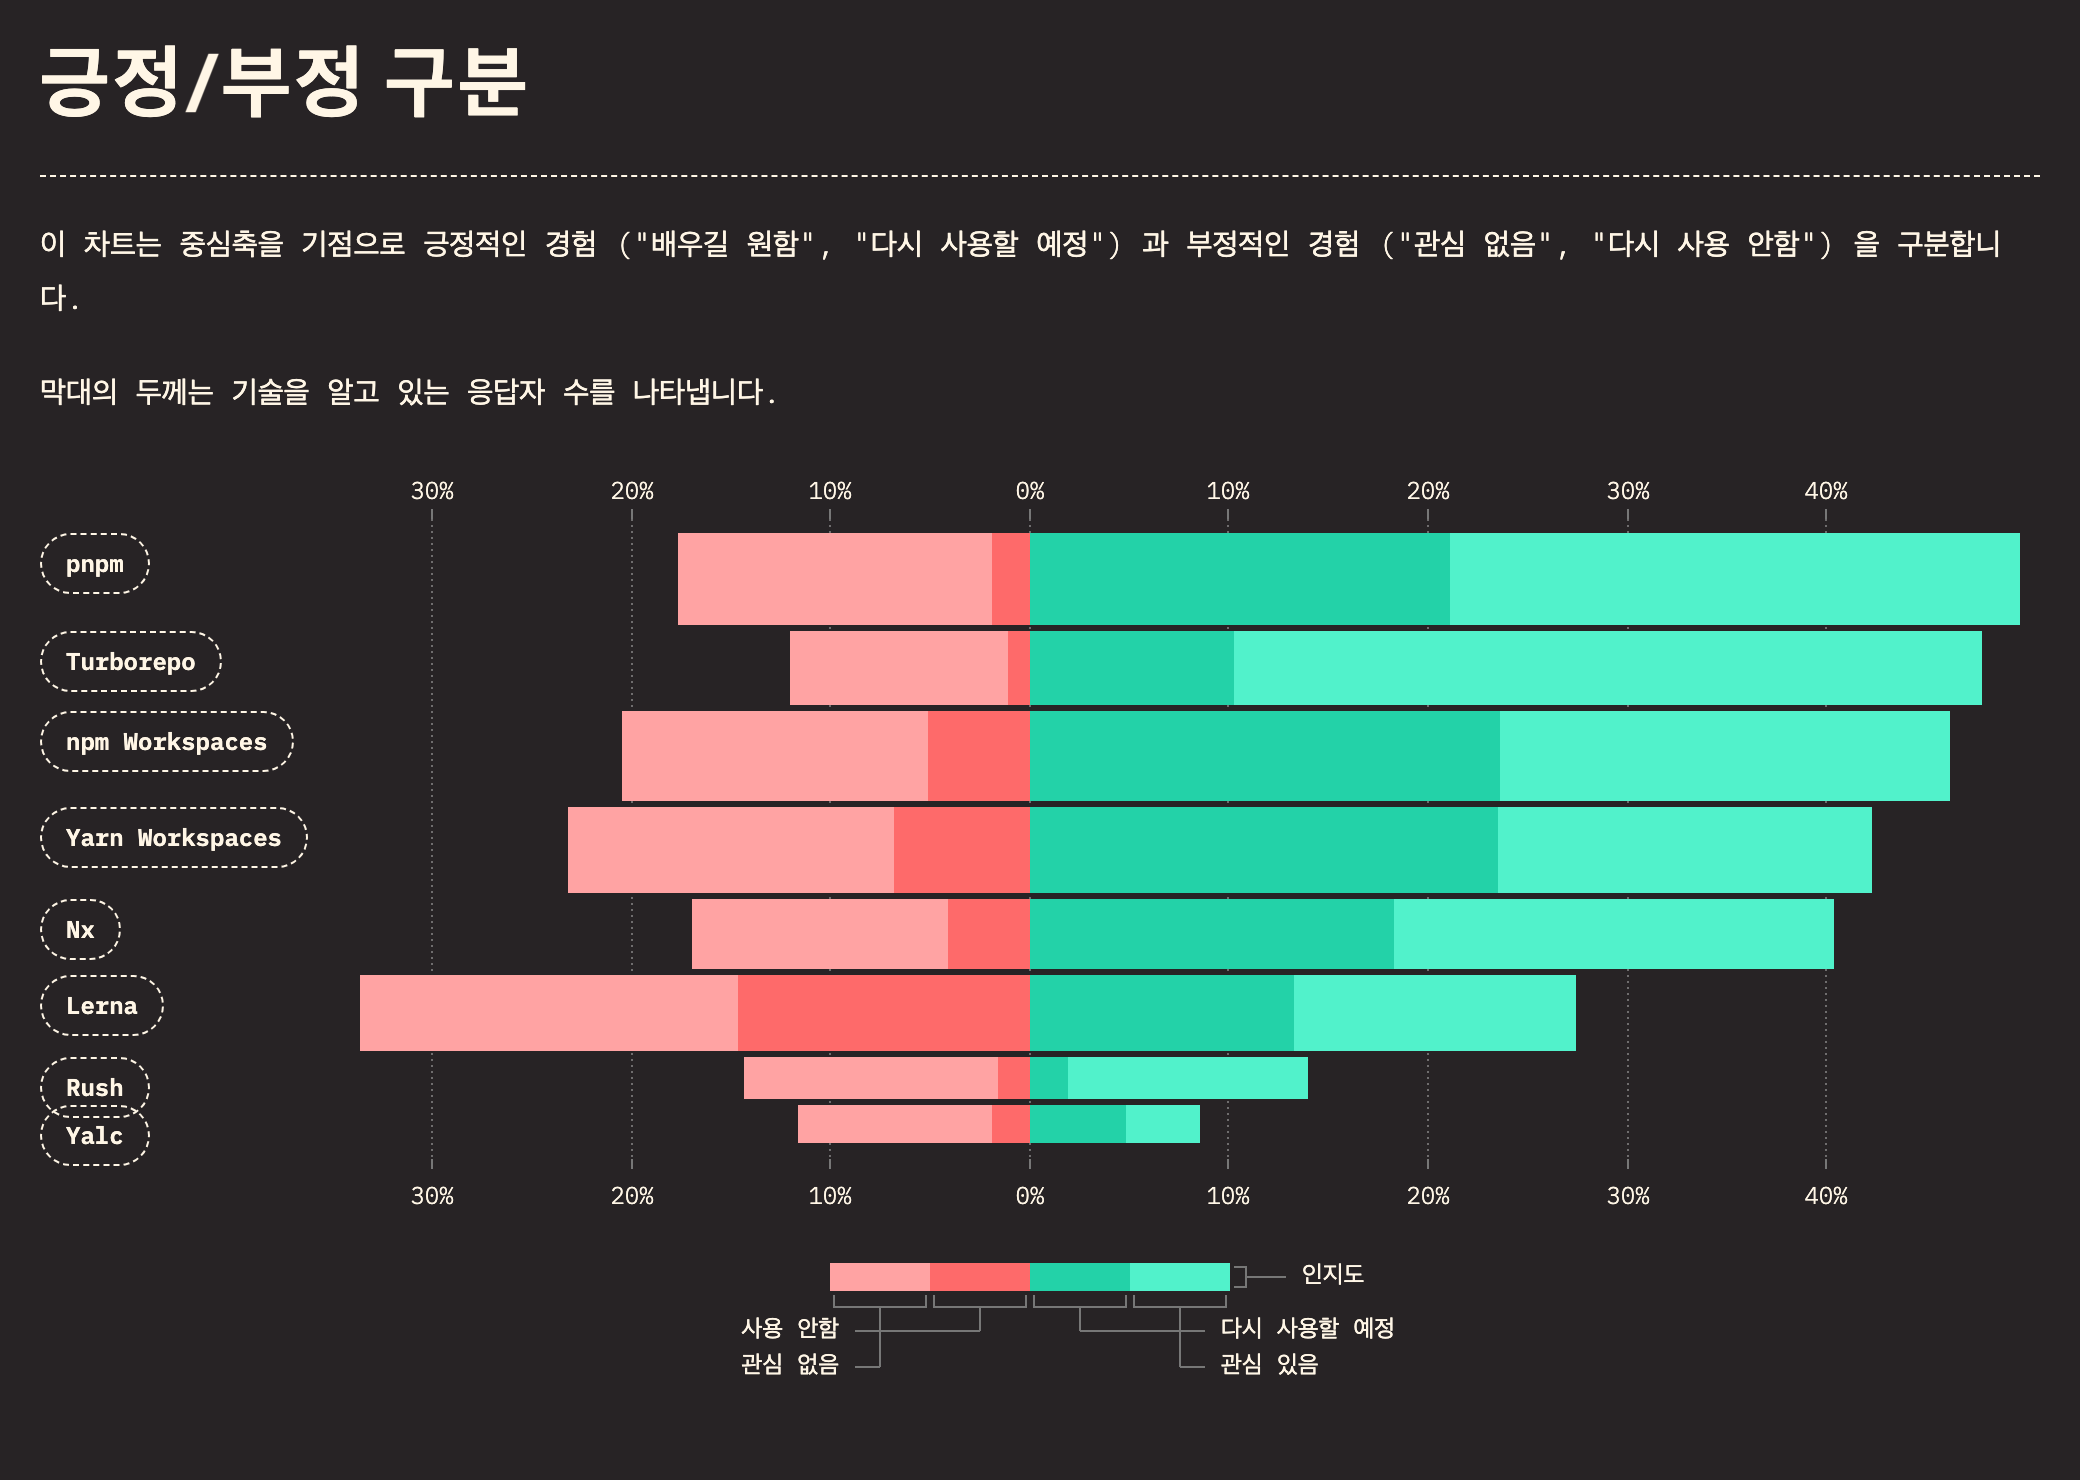 긍정/부정 구분
이 차트는 중심축을 기점으로 긍정적인 경험 ("배우길 원함", "다시 사용할 예정") 과 부정적인 경험 ("관심 없음", "다시 사용 안함") 을 구분합니
다.
막대의 두께는 기술을 알고 있는 응답자 수를 나타냅니다.
30% 20% 10% 0% 10% 20% 30% 40%
pnpm
Turborepo
npm Workspaces
Yarn Workspaces
Nx
Lerna
Rush
Yalc
30% 20% 10% 0% 10% 20% 30% 40%
인지도
사용 안함 다시 사용할 예정
관심 없음 관심 있음